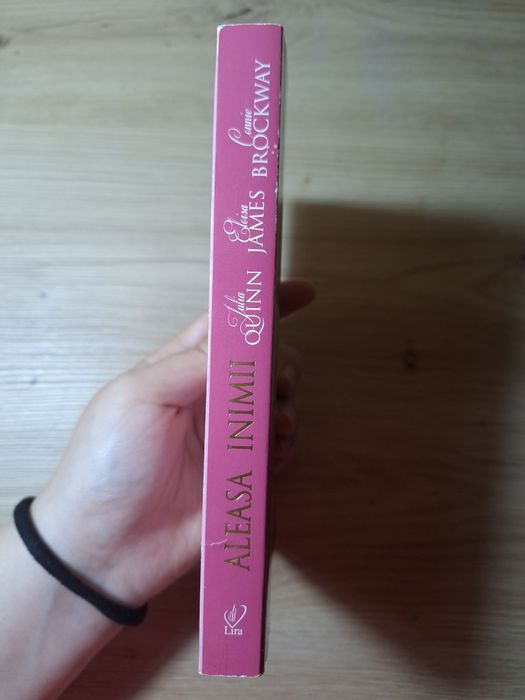 ALEASA INIMII
Julia
QUINN
Eloisa
JAMES
Connie
BROCKWAY
Lira